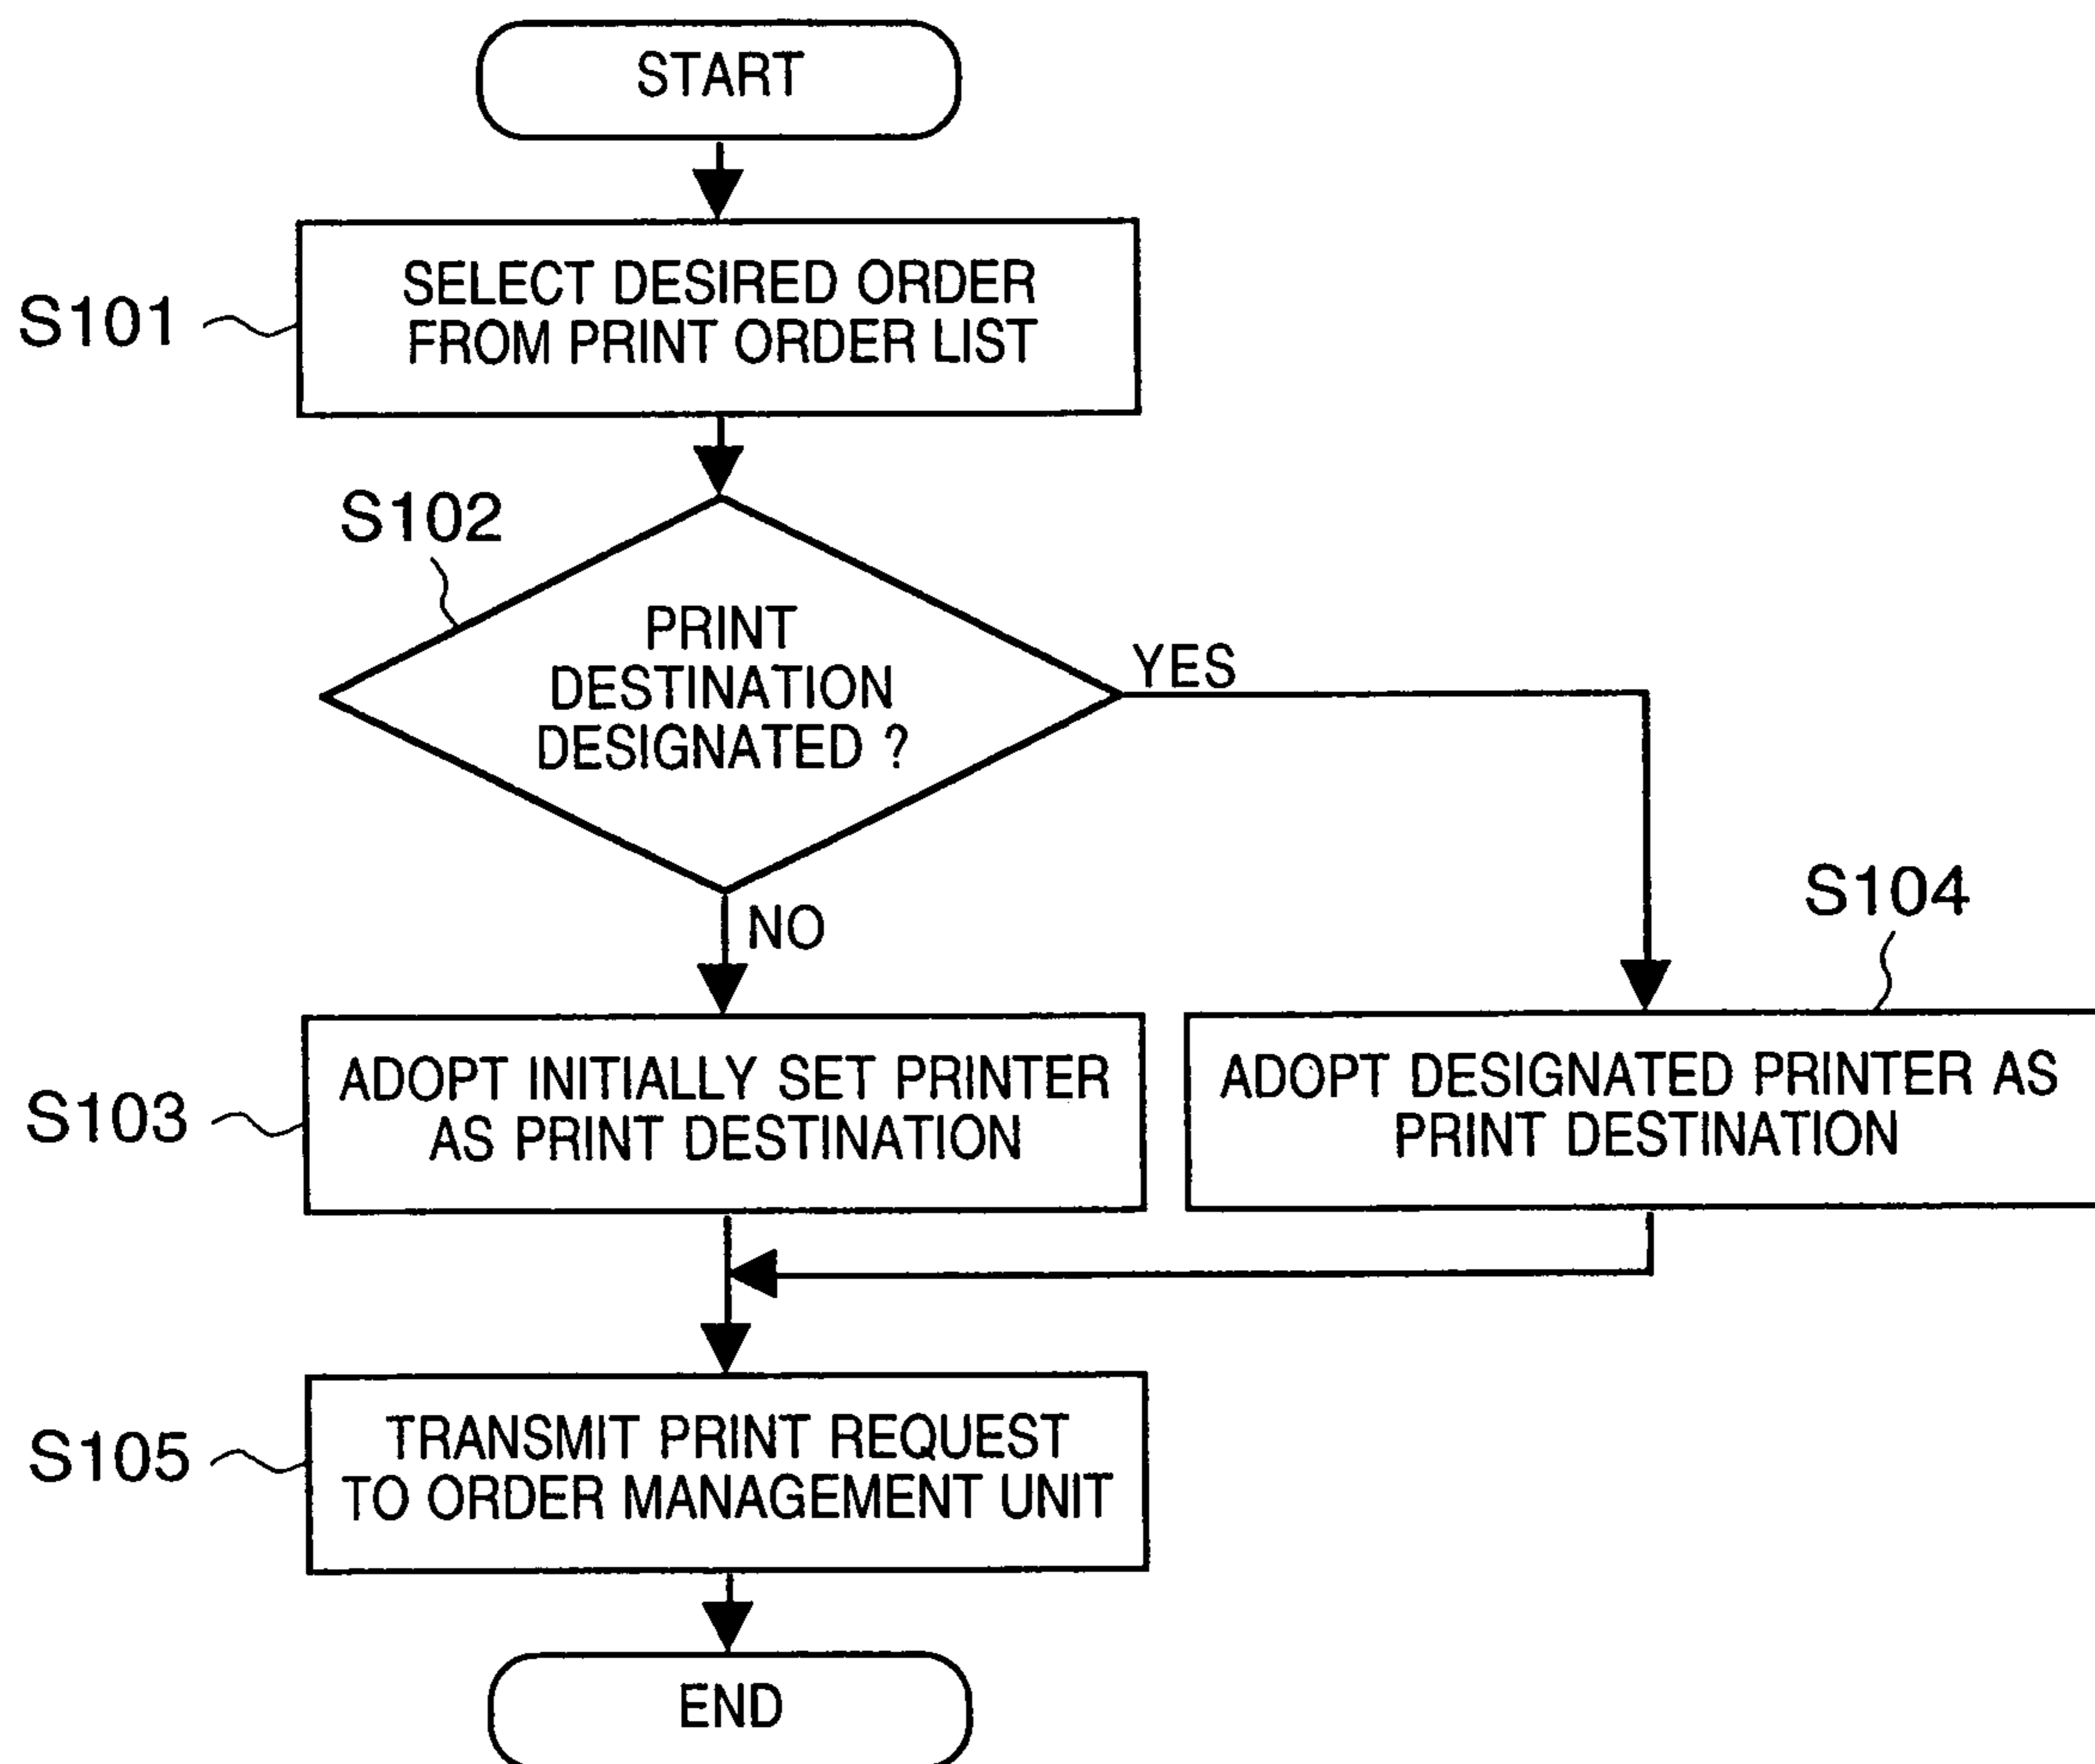 START
S101
SELECT DESIRED ORDER
FROM PRINT ORDER LIST
S102
PRINT
DESTINATION
DESIGNATED ?
YES
NO
S103
ADOPT INITIALLY SET PRINTER
AS PRINT DESTINATION
S104
ADOPT DESIGNATED PRINTER AS
PRINT DESTINATION
S105
TRANSMIT PRINT REQUEST
TO ORDER MANAGEMENT UNIT
END